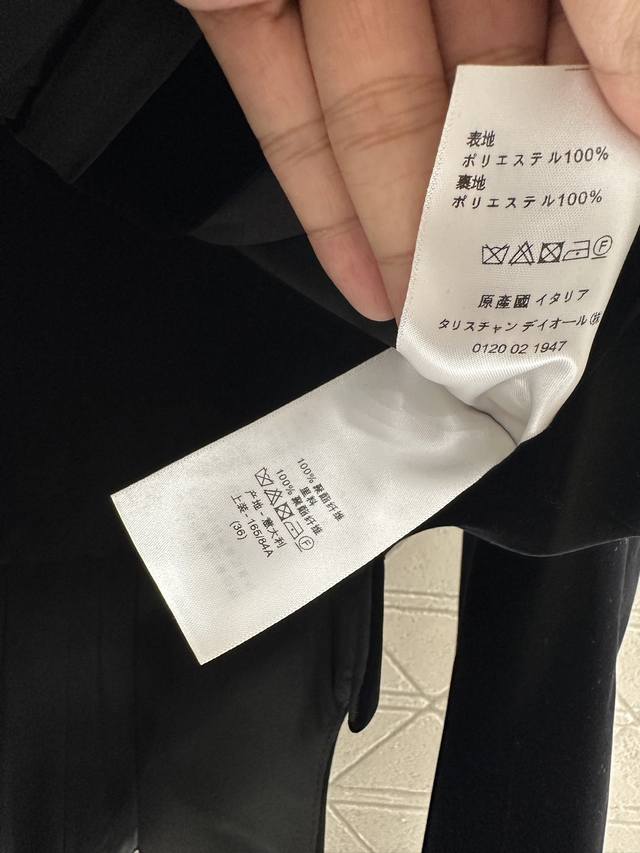 表地
ポリエステル100%
裏地
ポリエステル100%
F
原産國 イタリア
タリスチャン デイオール (株
0120 02 1947
100% 聚酯纤维
里料
100% 聚酯纤维
F
产地 - 意大利
上装 - 165/84A
(36)